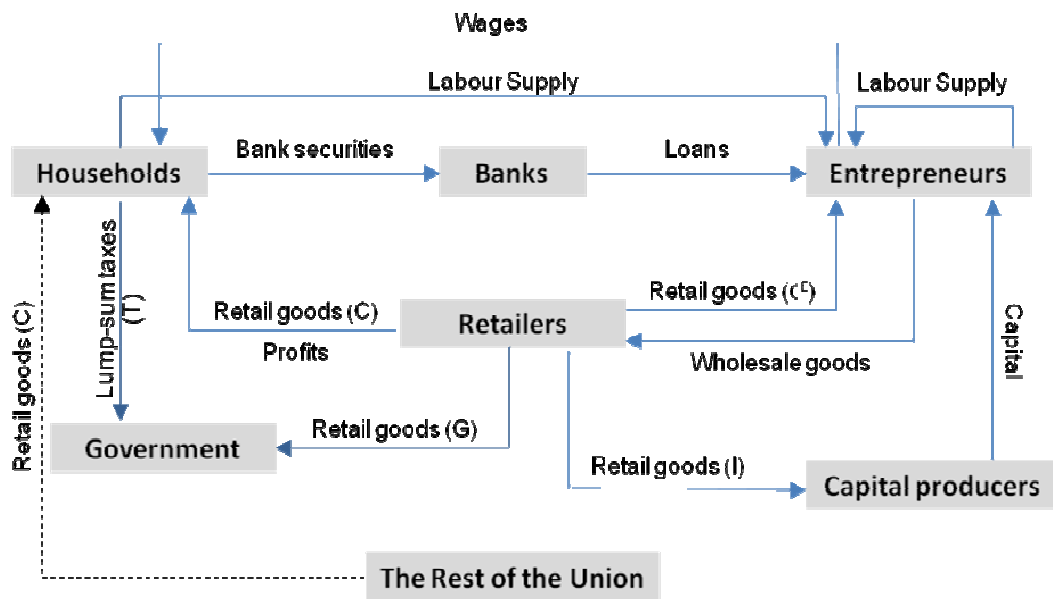 Wages
Labour Supply
Labour Supply
Bank securities
Loans
Households
Banks
Entrepreneurs
Lump-sum taxes
(T)
Retail goods (C)
Retail goods (C)
Profits
Retailers
Retail goods (Cᴱ)
Wholesale goods
Capital
Government
Retail goods (G)
Retail goods (I)
Capital producers
The Rest of the Union